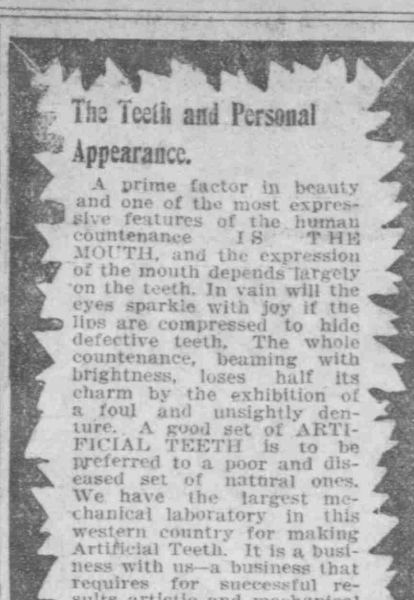 The Teeth and Personal
Appearance.
A prime factor in beauty
and one of the most expres-
sive features of the human
countenance IS THE
MOUTH, and the expression
of the mouth depends largely
on the teeth. In vain will the
eyes sparkle with joy if the
lips are compressed to hide
defective teeth. The whole
countenance, beaming with
brightness, loses half its
charm by the exhibition of
a foul and unsightly den-
ture. A good set of ARTI-
FICIAL TEETH is to be
preferred to a poor and dis-
eased set of natural ones.
We have the largest me-
chanical laboratory in this
western country for making
Artificial Teeth. It is a busi-
ness with us—a business that
requires for successful re-
sults artistic and mechanical